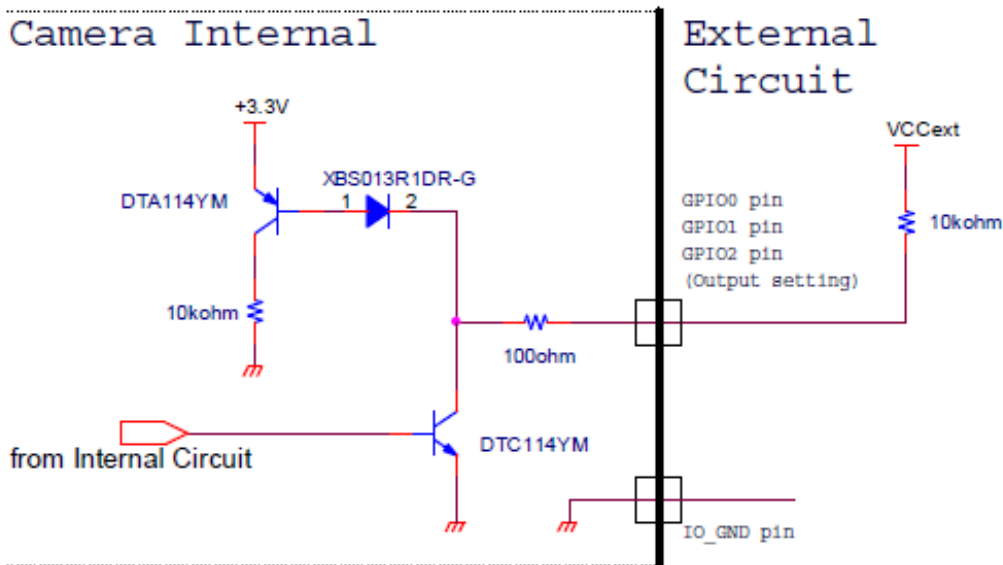 Camera Internal
External
Circuit
+3.3V
VCCext
DTA114YM
XBS013R1DR-G
1
2
GPIO0 pin
GPIO1 pin
GPIO2 pin
(Output setting)
10kohm
10kohm
100ohm
from Internal Circuit
DTC114YM
IO_GND pin